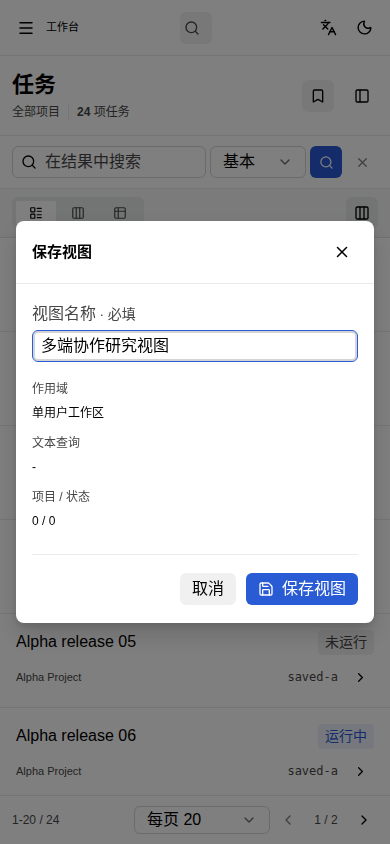 工作台
任务
全部项目 24 项任务
在结果中搜索 基本
保存视图
视图名称 · 必填
多端协作研究视图
作用域
单用户工作区
文本查询
-
项目 / 状态
0 / 0
取消 保存视图
Alpha release 05 未运行
Alpha Project saved-a
Alpha release 06 运行中
Alpha Project saved-a
1-20 / 24 每页 20 1 / 2